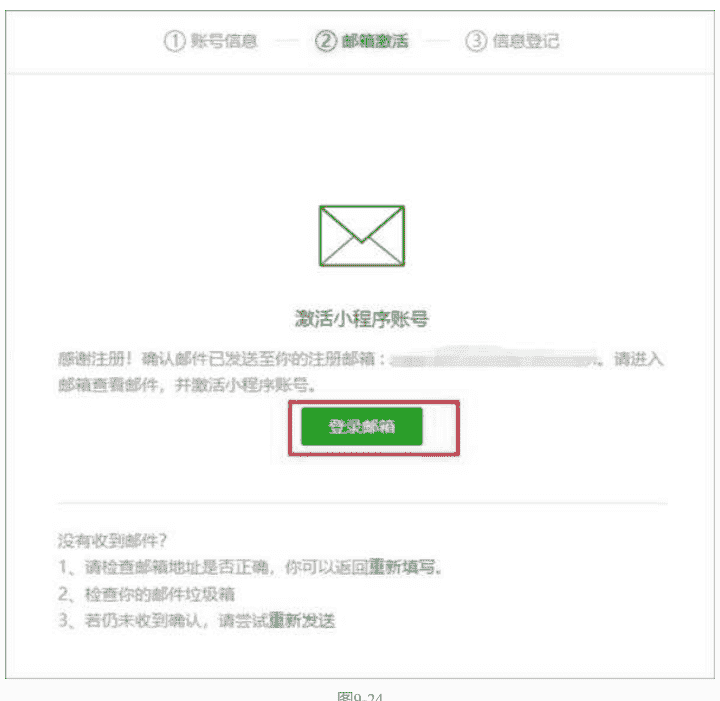 ① 账号信息 — ② 邮箱激活 — ③ 信息登记
激活小程序账号
感谢注册！确认邮件已发送至你的注册邮箱：。请进入
邮箱查看邮件，并激活小程序账号。
登录邮箱
没有收到邮件？
1、请检查邮箱地址是否正确，你可以返回重新填写。
2、检查你的邮件垃圾箱
3、若仍未收到确认，请尝试重新发送
图9-24